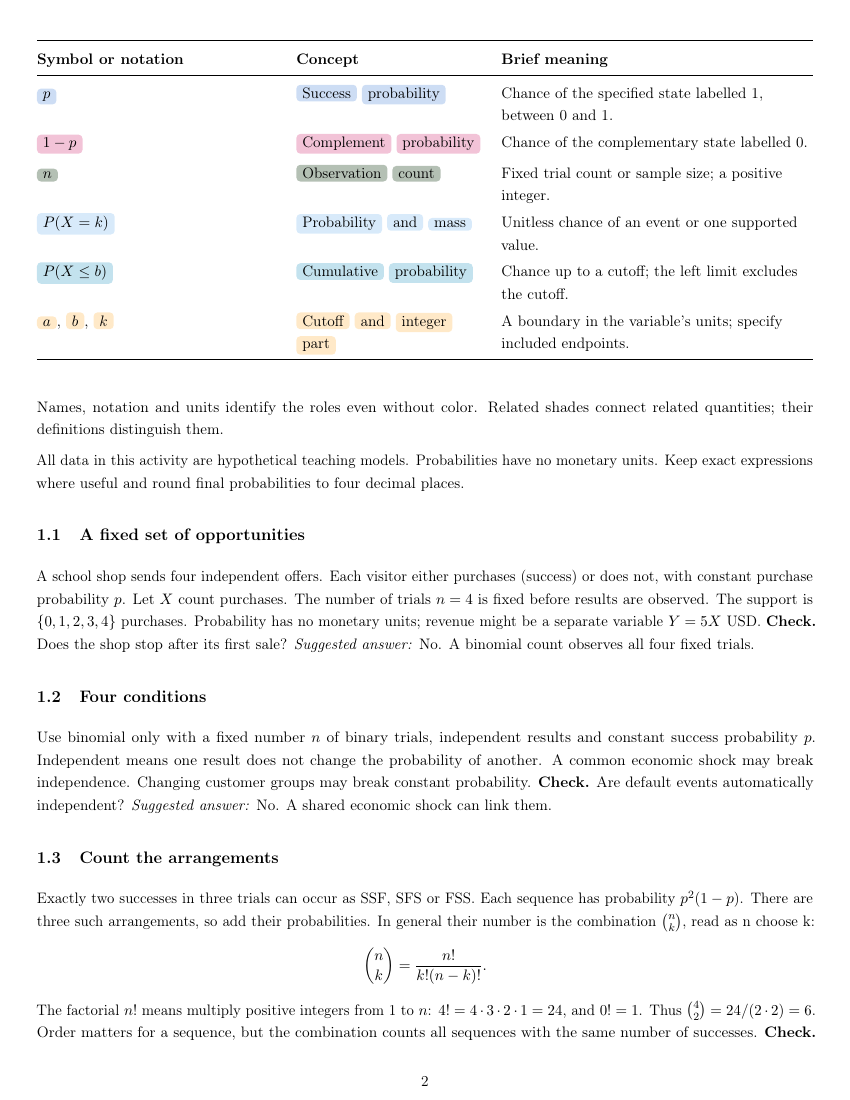 Symbol or notation Concept Brief meaning
p Success probability Chance of the specified state labelled 1,
between 0 and 1.
1 − p Complement probability Chance of the complementary state labelled 0.
n Observation count Fixed trial count or sample size; a positive
integer.
P(X = k) Probability and mass Unitless chance of an event or one supported
value.
P(X ≤ b) Cumulative probability Chance up to a cutoff; the left limit excludes
the cutoff.
a , b , k Cutoff and integer A boundary in the variable's units; specify
part included endpoints.
Names, notation and units identify the roles even without color. Related shades connect related quantities; their
definitions distinguish them.
All data in this activity are hypothetical teaching models. Probabilities have no monetary units. Keep exact expressions
where useful and round final probabilities to four decimal places.
1.1 A fixed set of opportunities
A school shop sends four independent offers. Each visitor either purchases (success) or does not, with constant purchase
probability p. Let X count purchases. The number of trials n = 4 is fixed before results are observed. The support is
{0, 1, 2, 3, 4} purchases. Probability has no monetary units; revenue might be a separate variable Y = 5X USD. Check.
Does the shop stop after its first sale? Suggested answer: No. A binomial count observes all four fixed trials.
1.2 Four conditions
Use binomial only with a fixed number n of binary trials, independent results and constant success probability p.
Independent means one result does not change the probability of another. A common economic shock may break
independence. Changing customer groups may break constant probability. Check. Are default events automatically
independent? Suggested answer: No. A shared economic shock can link them.
1.3 Count the arrangements
Exactly two successes in three trials can occur as SSF, SFS or FSS. Each sequence has probability p²(1 − p). There are
three such arrangements, so add their probabilities. In general their number is the combination (n k), read as n choose k:
(n k) = n! / k!(n − k)!.
The factorial n! means multiply positive integers from 1 to n: 4! = 4 · 3 · 2 · 1 = 24, and 0! = 1. Thus (4 2) = 24/(2 · 2) = 6.
Order matters for a sequence, but the combination counts all sequences with the same number of successes. Check.
2